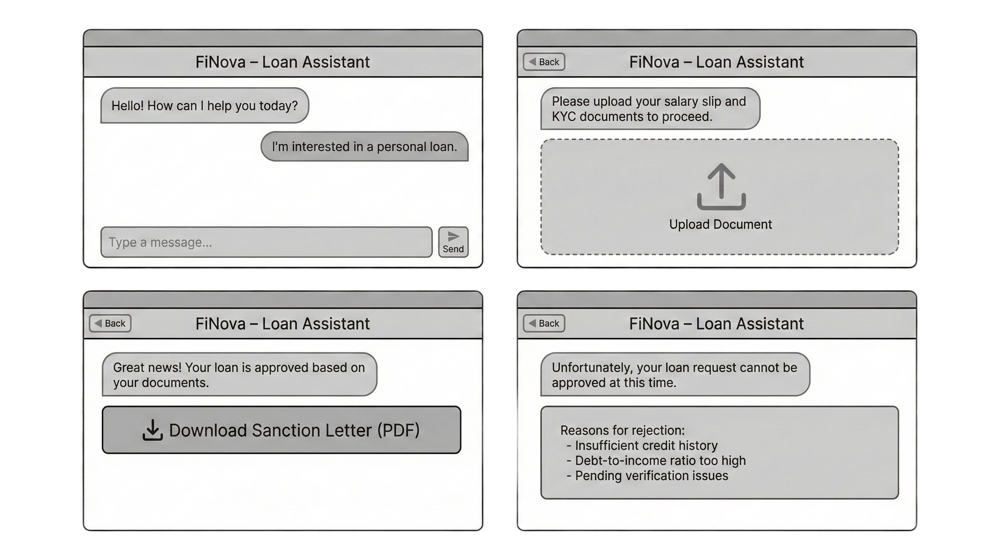 FiNova – Loan Assistant
Hello! How can I help you today?
I'm interested in a personal loan.
Type a message...
Send
Back
FiNova – Loan Assistant
Please upload your salary slip and
KYC documents to proceed.
Upload Document
Back
FiNova – Loan Assistant
Great news! Your loan is approved based on
your documents.
Download Sanction Letter (PDF)
Back
FiNova – Loan Assistant
Unfortunately, your loan request cannot be
approved at this time.
Reasons for rejection:
- Insufficient credit history
- Debt-to-income ratio too high
- Pending verification issues